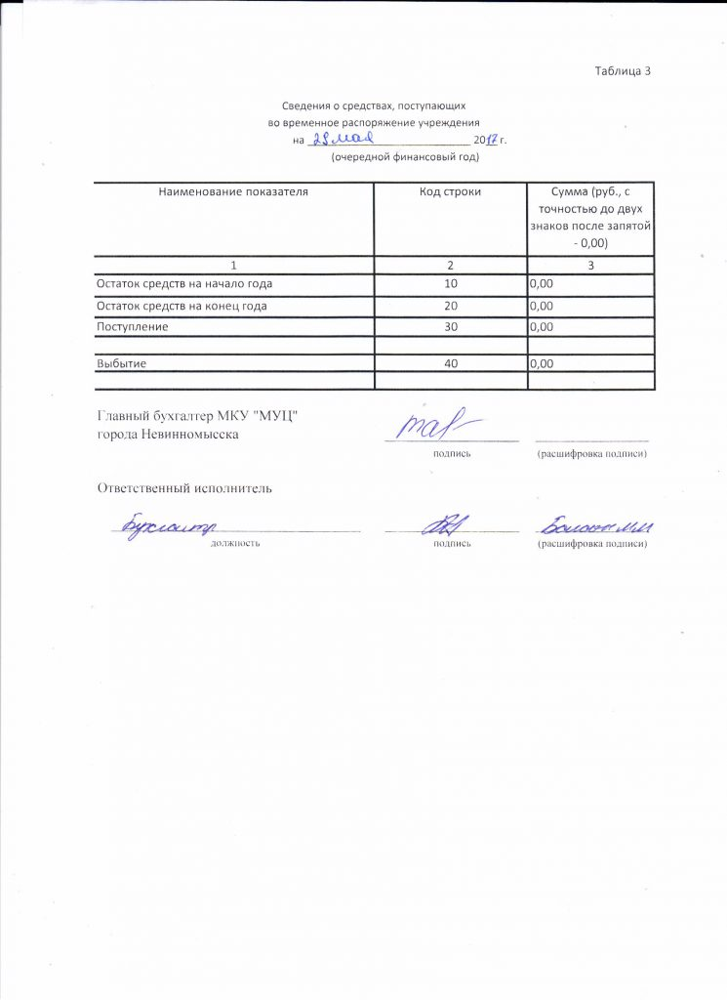 Таблица 3
Сведения о средствах, поступающих
во временное распоряжение учреждения
на 29 мая 2017 г.
(очередной финансовый год)
Наименование показателя Код строки Сумма (руб., с точностью до двух знаков после запятой - 0,00)
1 2 3
Остаток средств на начало года 10 0,00
Остаток средств на конец года 20 0,00
Поступление 30 0,00
Выбытие 40 0,00
Главный бухгалтер МКУ "МУЦ"
города Невинномысска
подпись (расшифровка подписи)
Ответственный исполнитель
Бухгалтер
должность подпись (расшифровка подписи)